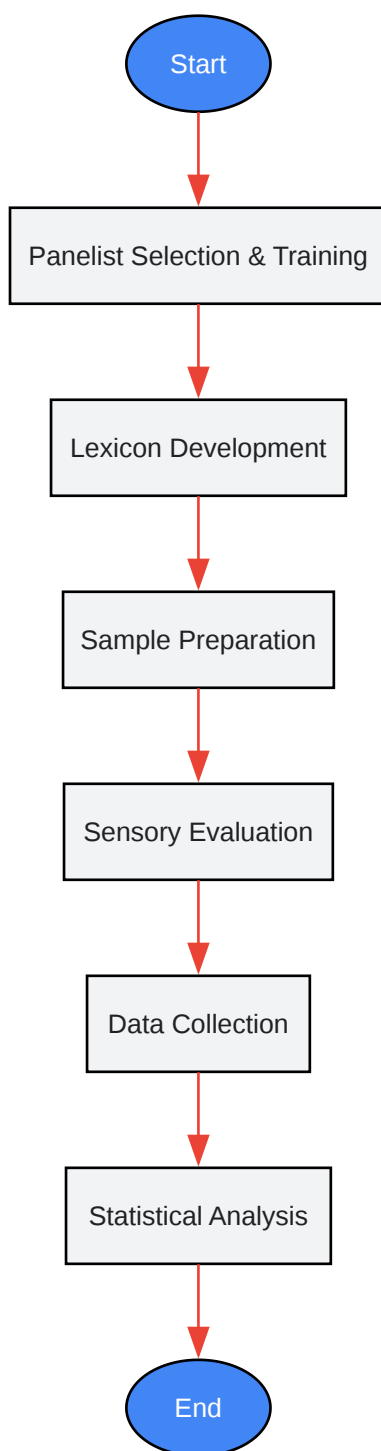 Start
Panelist Selection & Training
Lexicon Development
Sample Preparation
Sensory Evaluation
Data Collection
Statistical Analysis
End